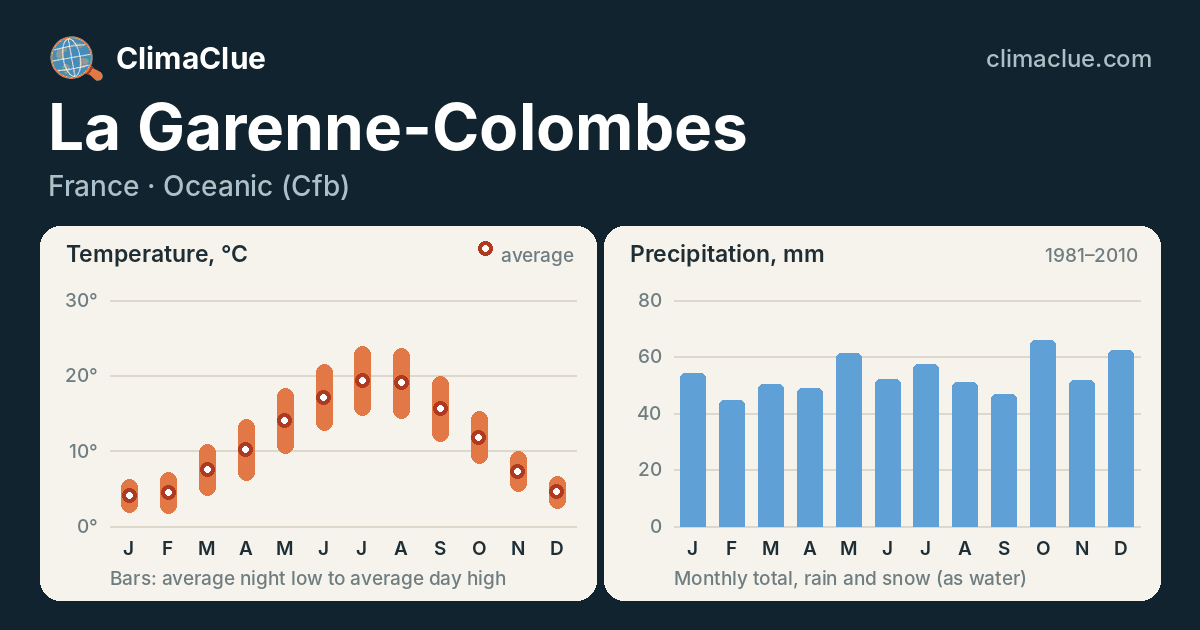 ClimaClue
climaclue.com
La Garenne-Colombes
France · Oceanic (Cfb)
Temperature, °C
average
30°
20°
10°
0°
J F M A M J J A S O N D
Bars: average night low to average day high
Precipitation, mm
1981–2010
80
60
40
20
0
J F M A M J J A S O N D
Monthly total, rain and snow (as water)